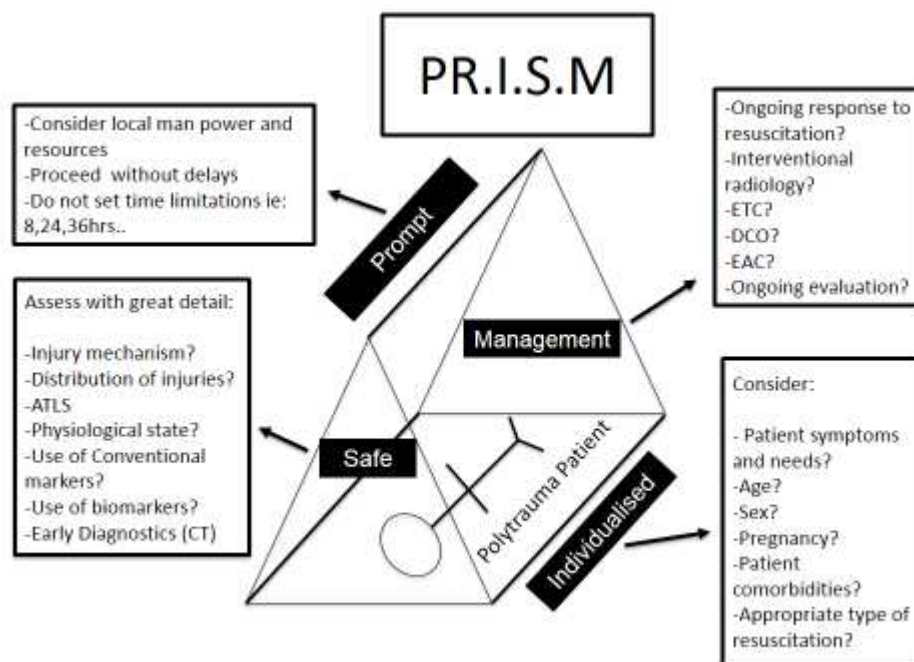 PR.I.S.M
-Consider local man power and
resources
-Proceed without delays
-Do not set time limitations ie:
8,24,36hrs..
Prompt
-Ongoing response to
resuscitation?
-Interventional
radiology?
-ETC?
-DCO?
-EAC?
-Ongoing evaluation?
Management
Assess with great detail:
-Injury mechanism?
-Distribution of injuries?
-ATLS
-Physiological state?
-Use of Conventional
markers?
-Use of biomarkers?
-Early Diagnostics (CT)
Safe
Polytrauma Patient
Individualised
Consider:
- Patient symptoms
and needs?
-Age?
-Sex?
-Pregnancy?
-Patient
comorbidities?
-Appropriate type of
resuscitation?